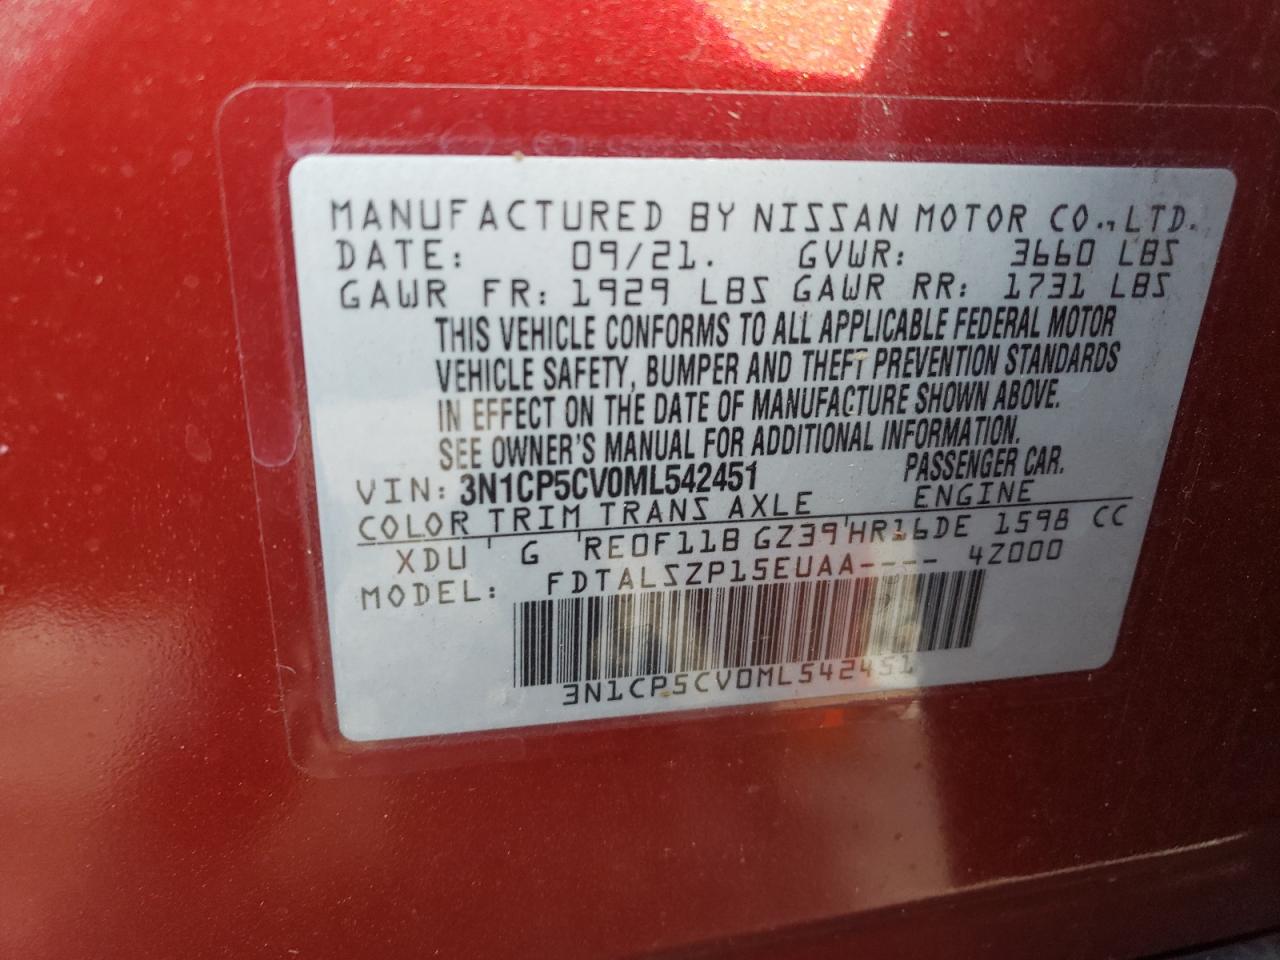 MANUFACTURED BY NISSAN MOTOR CO., LTD.
DATE: 09/21. GVWR: 3660 LBS
GAWR FR: 1929 LBS GAWR RR: 1731 LBS
THIS VEHICLE CONFORMS TO ALL APPLICABLE FEDERAL MOTOR
VEHICLE SAFETY, BUMPER AND THEFT PREVENTION STANDARDS
IN EFFECT ON THE DATE OF MANUFACTURE SHOWN ABOVE.
SEE OWNER'S MANUAL FOR ADDITIONAL INFORMATION.
VIN: 3N1CP5CV0ML542451 PASSENGER CAR.
COLOR TRIM TRANS AXLE ENGINE
XDU ' G ' RE0F11B GZ39 ' HR16DE 1598 CC
MODEL: FDTALSZP15EUAA---- 4Z000
3N1CP5CV0ML542451